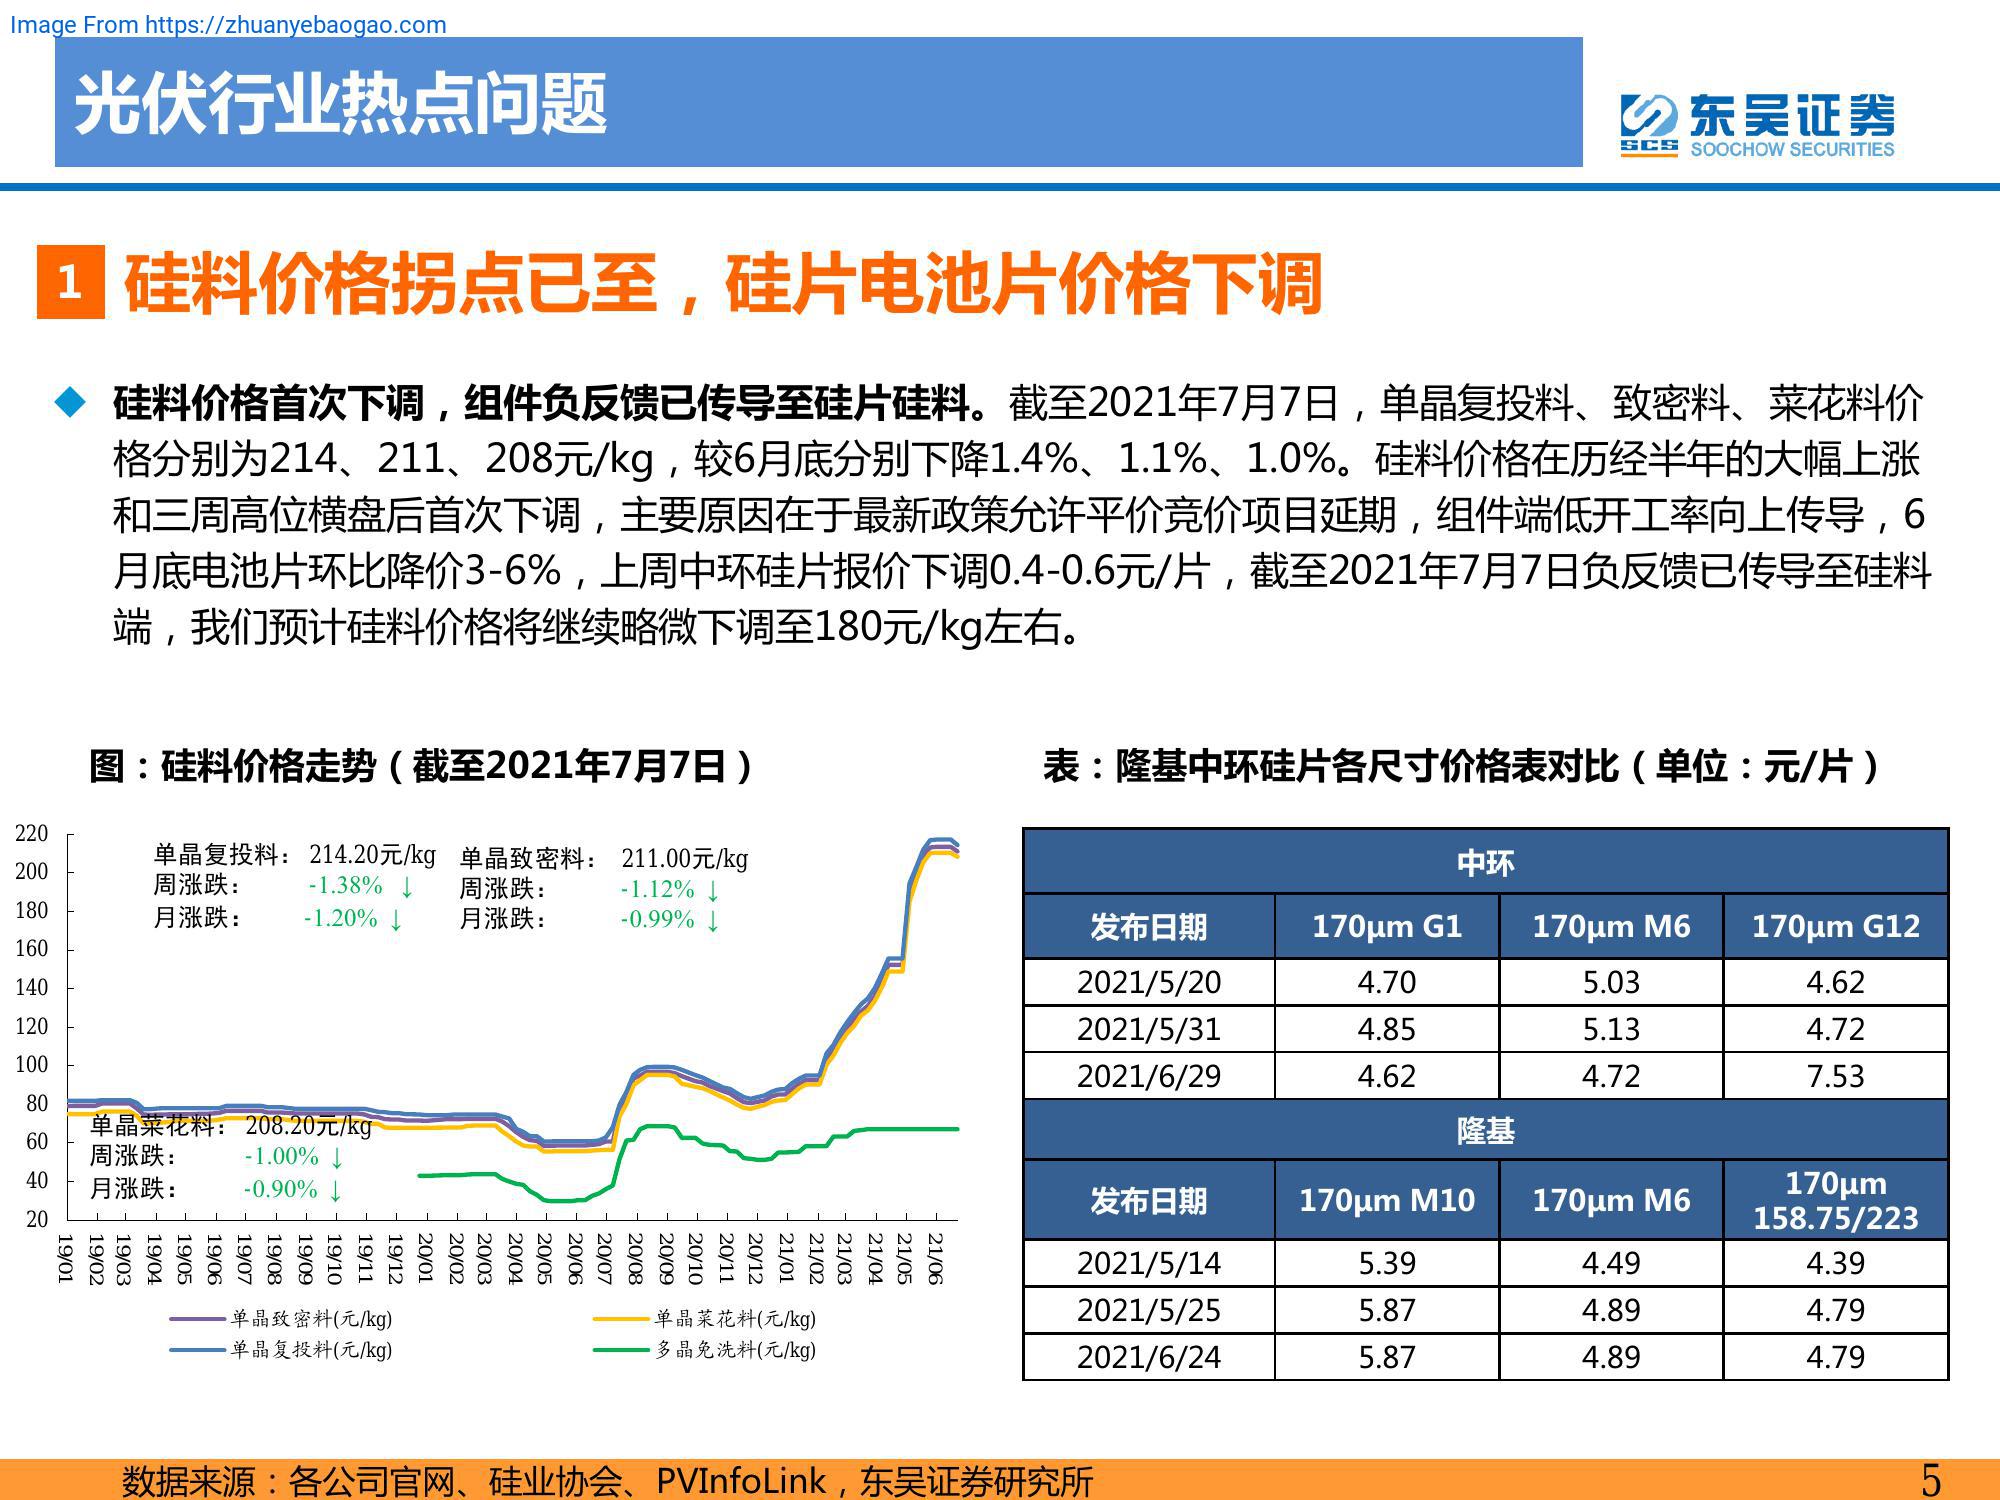 Image From https://zhuanyebaogao.com
光伏行业热点问题
东吴证券
SCS
SOOCHOW SECURITIES
1 硅料价格拐点已至，硅片电池片价格下调
硅料价格首次下调，组件负反馈已传导至硅片硅料。截至2021年7月7日，单晶复投料、致密料、菜花料价
格分别为214、211、208元/kg，较6月底分别下降1.4%、1.1%、1.0%。硅料价格在历经半年的大幅上涨
和三周高位横盘后首次下调，主要原因在于最新政策允许平价竞价项目延期，组件端低开工率向上传导，6
月底电池片环比降价3-6%，上周中环硅片报价下调0.4-0.6元/片，截至2021年7月7日负反馈已传导至硅料
端，我们预计硅料价格将继续略微下调至180元/kg左右。
图：硅料价格走势（截至2021年7月7日）
220
200
180
160
140
120
100
80
60
40
20
单晶复投料： 214.20元/kg
周涨跌： -1.38% ↓
月涨跌： -1.20% ↓
单晶致密料： 211.00元/kg
周涨跌： -1.12% ↓
月涨跌： -0.99% ↓
单晶菜花料： 208.20元/kg
周涨跌： -1.00% ↓
月涨跌： -0.90% ↓
19/01 19/02 19/03 19/04 19/05 19/06 19/07 19/08 19/09 19/10 19/11 19/12 20/01 20/02 20/03 20/04 20/05 20/06 20/07 20/08 20/09 20/10 20/11 20/12 21/01 21/02 21/03 21/04 21/05 21/06
单晶致密料(元/kg) 单晶菜花料(元/kg)
单晶复投料(元/kg) 多晶免洗料(元/kg)
表：隆基中环硅片各尺寸价格表对比（单位：元/片）
中环
发布日期 170μm G1 170μm M6 170μm G12
2021/5/20 4.70 5.03 4.62
2021/5/31 4.85 5.13 4.72
2021/6/29 4.62 4.72 7.53
隆基
发布日期 170μm M10 170μm M6 170μm
158.75/223
2021/5/14 5.39 4.49 4.39
2021/5/25 5.87 4.89 4.79
2021/6/24 5.87 4.89 4.79
数据来源：各公司官网、硅业协会、PVInfoLink，东吴证券研究所
5